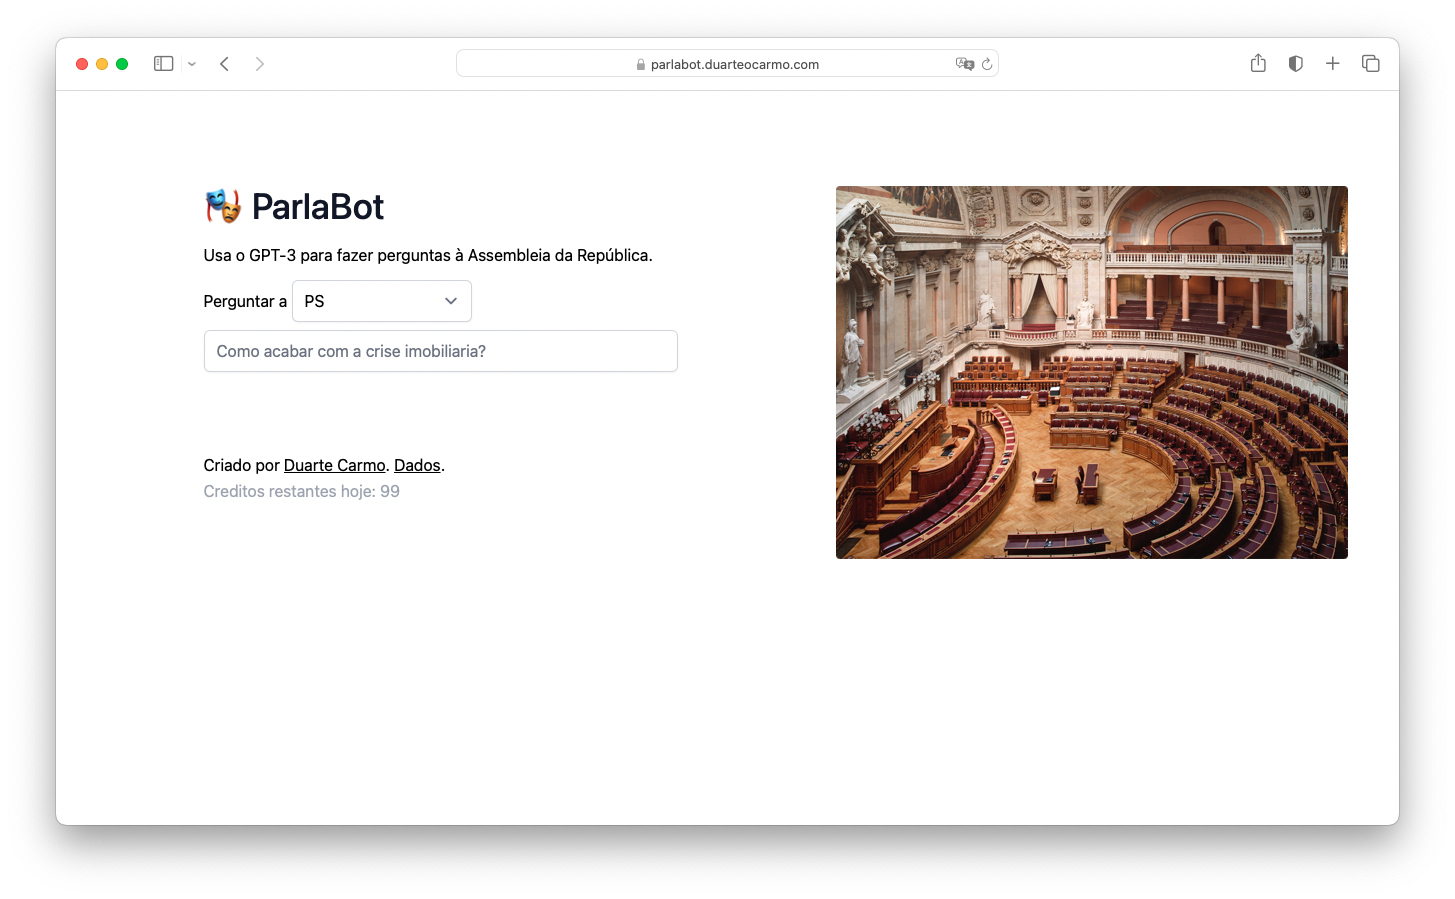 parlabot.duarteocarmo.com
ParlaBot
Usa o GPT-3 para fazer perguntas à Assembleia da República.
Perguntar a PS
Como acabar com a crise imobiliaria?
Criado por Duarte Carmo. Dados.
Creditos restantes hoje: 99